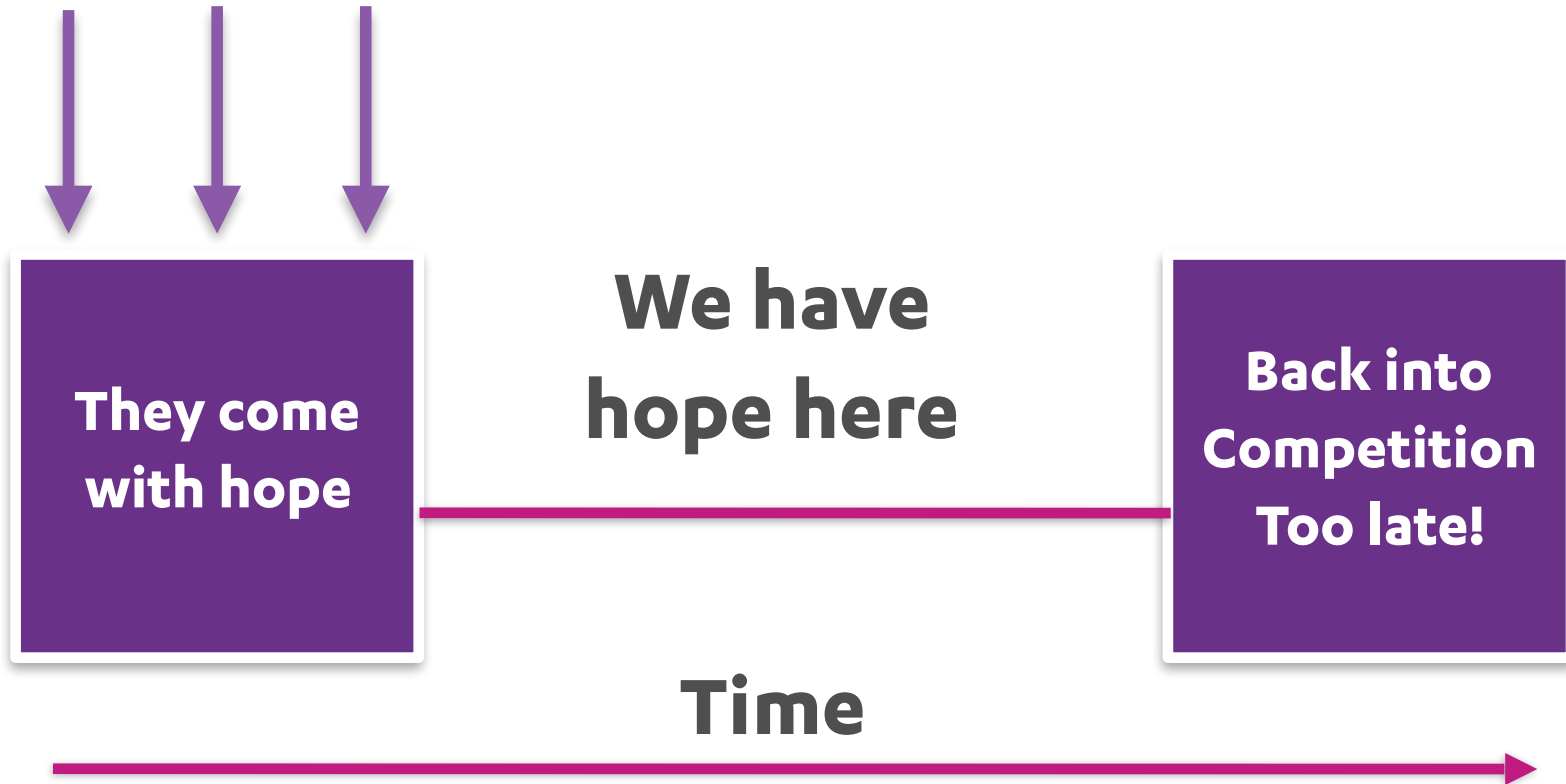 They come
with hope
We have
hope here
Back into
Competition
Too late!
Time